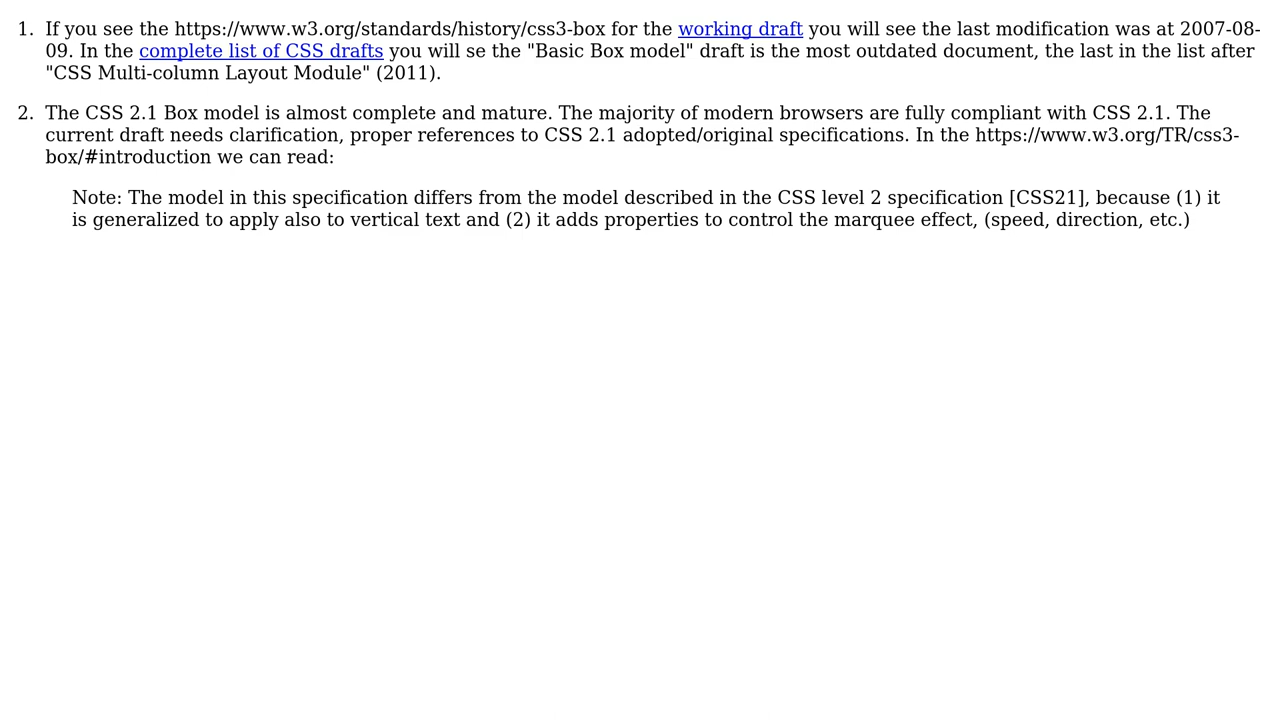 1. If you see the https://www.w3.org/standards/history/css3-box for the working draft you will see the last modification was at 2007-08-
09. In the complete list of CSS drafts you will se the "Basic Box model" draft is the most outdated document, the last in the list after
"CSS Multi-column Layout Module" (2011).
2. The CSS 2.1 Box model is almost complete and mature. The majority of modern browsers are fully compliant with CSS 2.1. The
current draft needs clarification, proper references to CSS 2.1 adopted/original specifications. In the https://www.w3.org/TR/css3-
box/#introduction we can read:
Note: The model in this specification differs from the model described in the CSS level 2 specification [CSS21], because (1) it
is generalized to apply also to vertical text and (2) it adds properties to control the marquee effect, (speed, direction, etc.)